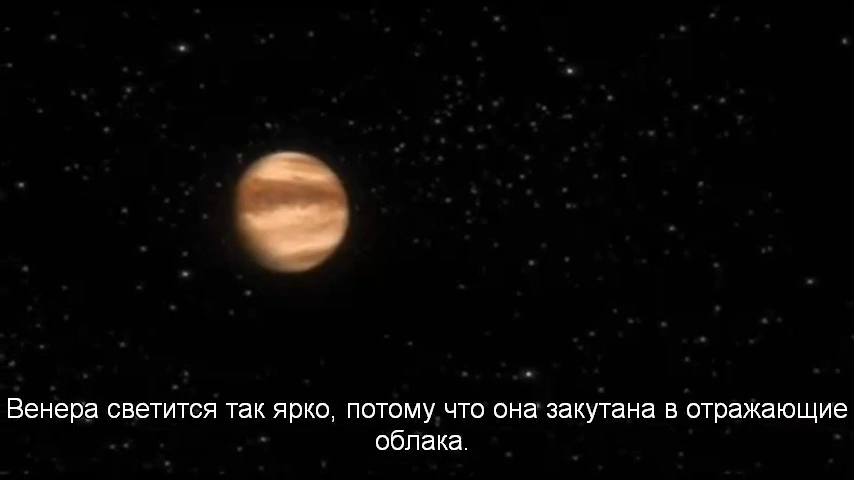 Венера светится так ярко, потому что она закутана в отражающие
облака.